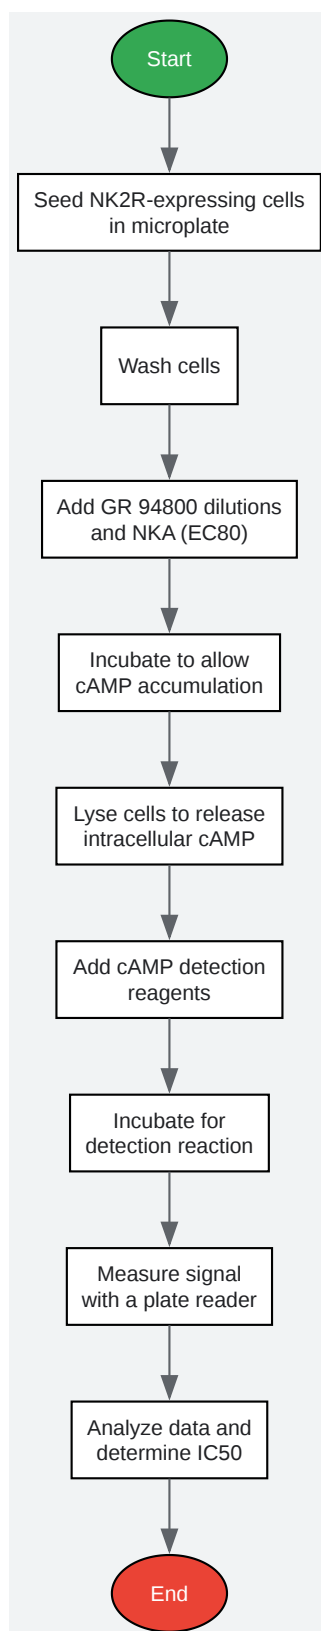 Start
Seed NK2R-expressing cells
in microplate
Wash cells
Add GR 94800 dilutions
and NKA (EC80)
Incubate to allow
cAMP accumulation
Lyse cells to release
intracellular cAMP
Add cAMP detection
reagents
Incubate for
detection reaction
Measure signal
with a plate reader
Analyze data and
determine IC50
End